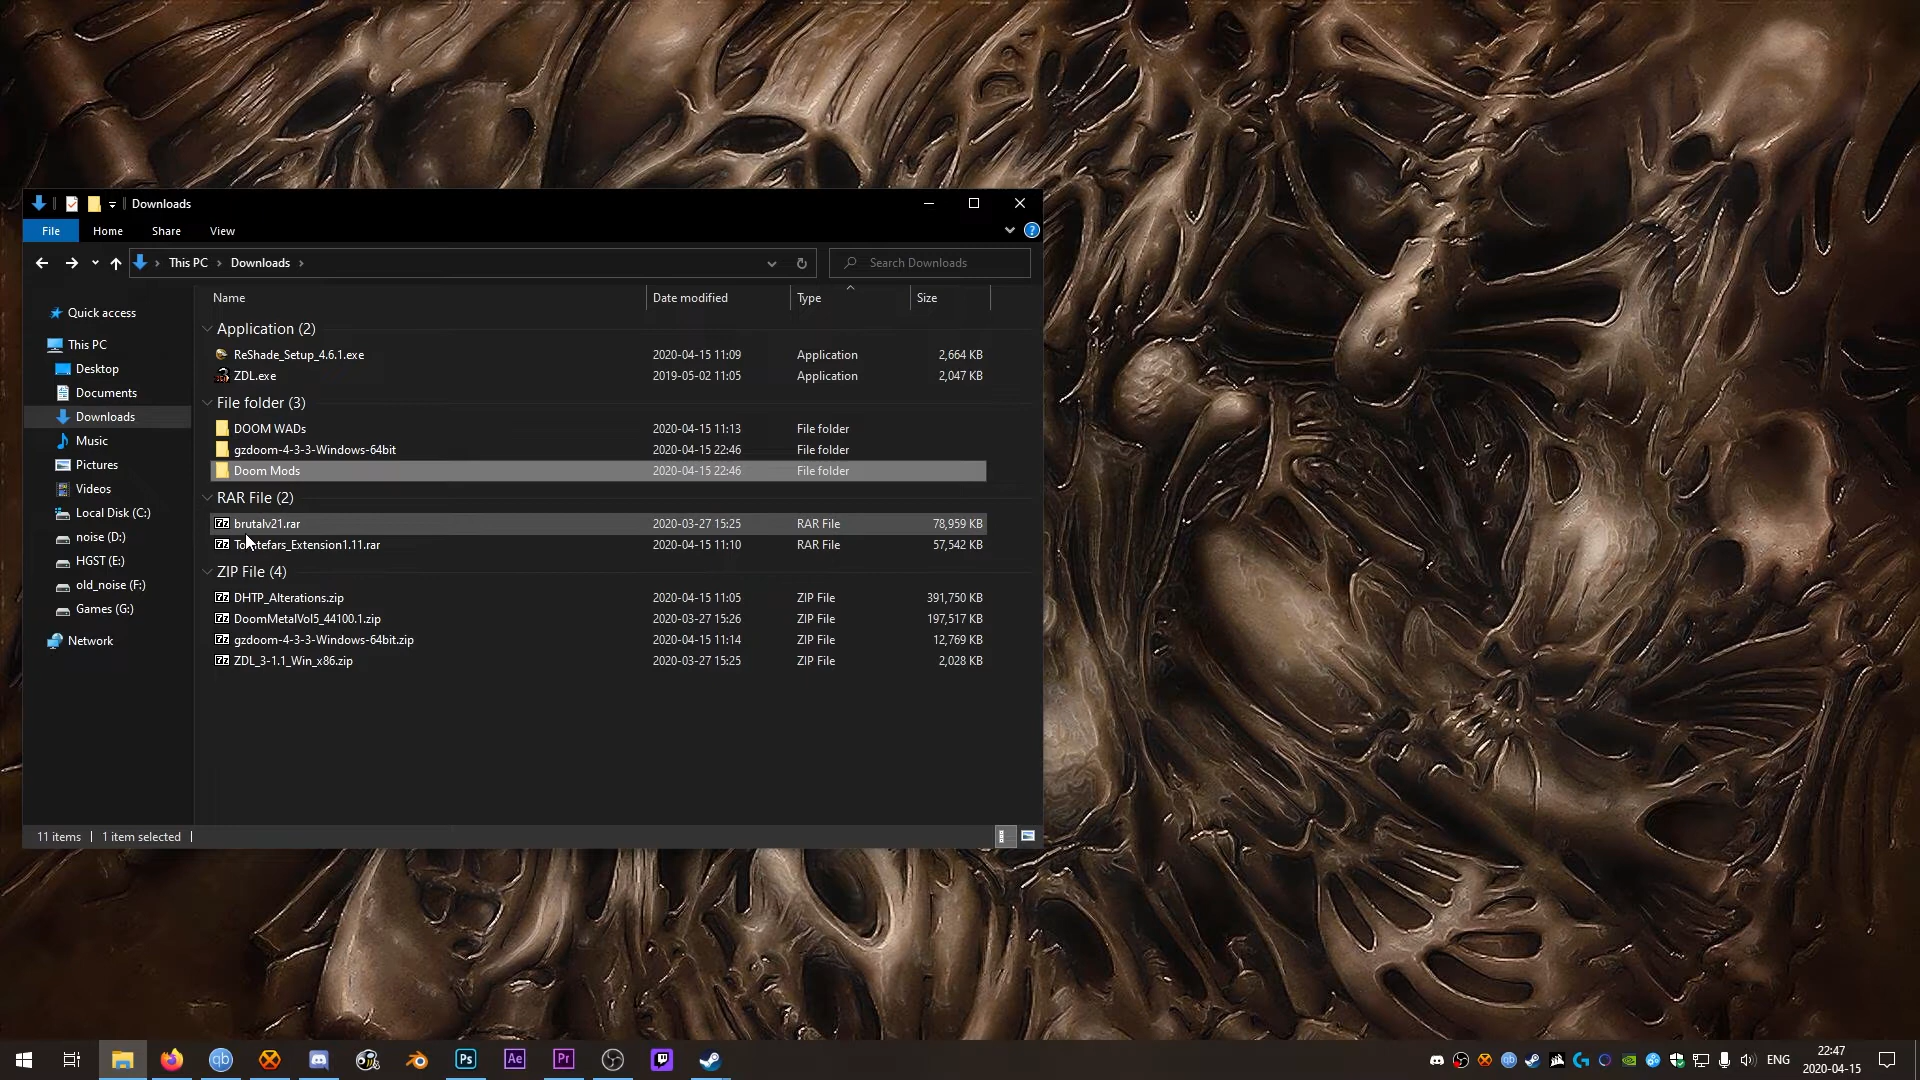 Downloads
File Home Share View
This PC Downloads Search Downloads
Name Date modified Type Size
Quick access
This PC
Desktop
Documents
Downloads
Music
Pictures
Videos
Local Disk (C:)
noise (D:)
HGST (E:)
old_noise (F:)
Games (G:)
Network
Application (2)
ReShade_Setup_4.6.1.exe 2020-04-15 11:09 Application 2,664 KB
ZDL.exe 2019-05-02 11:05 Application 2,047 KB
File folder (3)
DOOM WADs 2020-04-15 11:13 File folder
gzdoom-4-3-3-Windows-64bit 2020-04-15 22:46 File folder
Doom Mods 2020-04-15 22:46 File folder
RAR File (2)
brutalv21.rar 2020-03-27 15:25 RAR File 78,959 KB
2020-04-15 11:10 RAR File 57,542 KB
ZIP File (4)
DHTP_Alterations.zip 2020-04-15 11:05 ZIP File 391,750 KB
DoomMetalVol5_44100.1.zip 2020-03-27 15:26 ZIP File 197,517 KB
gzdoom-4-3-3-Windows-64bit.zip 2020-04-15 11:14 ZIP File 12,769 KB
ZDL_3-1.1_Win_x86.zip 2020-03-27 15:25 ZIP File 2,028 KB
11 items 1 item selected
qb Ps Ae Pr
ENG
22:47
2020-04-15